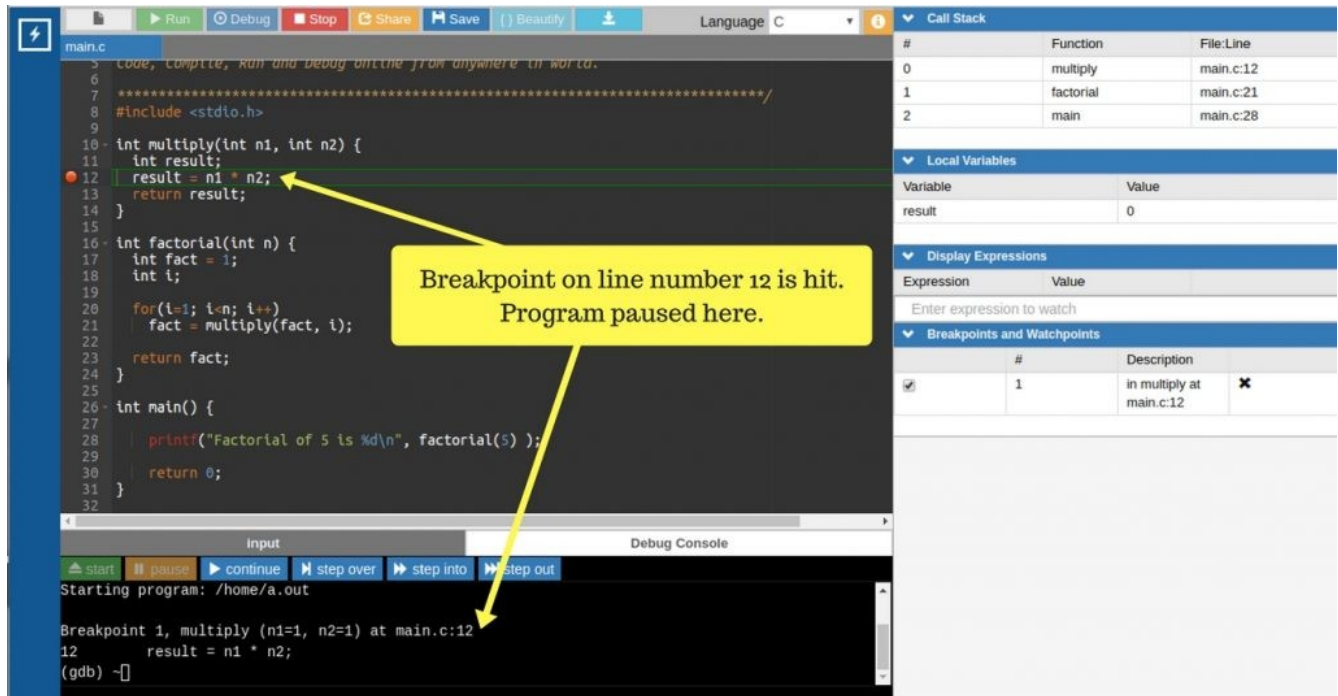 Run Debug Stop Share Save { } Beautify Language C
main.c
5 Code, Compile, Run and Debug online from anywhere in world.
6
7 *******************************************************************************/
8 #include <stdio.h>
9
10 int multiply(int n1, int n2) {
11 int result;
12 result = n1 * n2;
13 return result;
14 }
15
16 int factorial(int n) {
17 int fact = 1;
18 int i;
19
20 for(i=1; i<n; i++)
21 fact = multiply(fact, i);
22
23 return fact;
24 }
25
26 int main() {
27
28 printf("Factorial of 5 is %d\n", factorial(5) );
29
30 return 0;
31 }
32
Breakpoint on line number 12 is hit.
Program paused here.
input Debug Console
start pause continue step over step into step out
Starting program: /home/a.out
Breakpoint 1, multiply (n1=1, n2=1) at main.c:12
12 result = n1 * n2;
(gdb) ~
Call Stack
# Function File:Line
0 multiply main.c:12
1 factorial main.c:21
2 main main.c:28
Local Variables
Variable Value
result 0
Display Expressions
Expression Value
Enter expression to watch
Breakpoints and Watchpoints
# Description
1 in multiply at
main.c:12